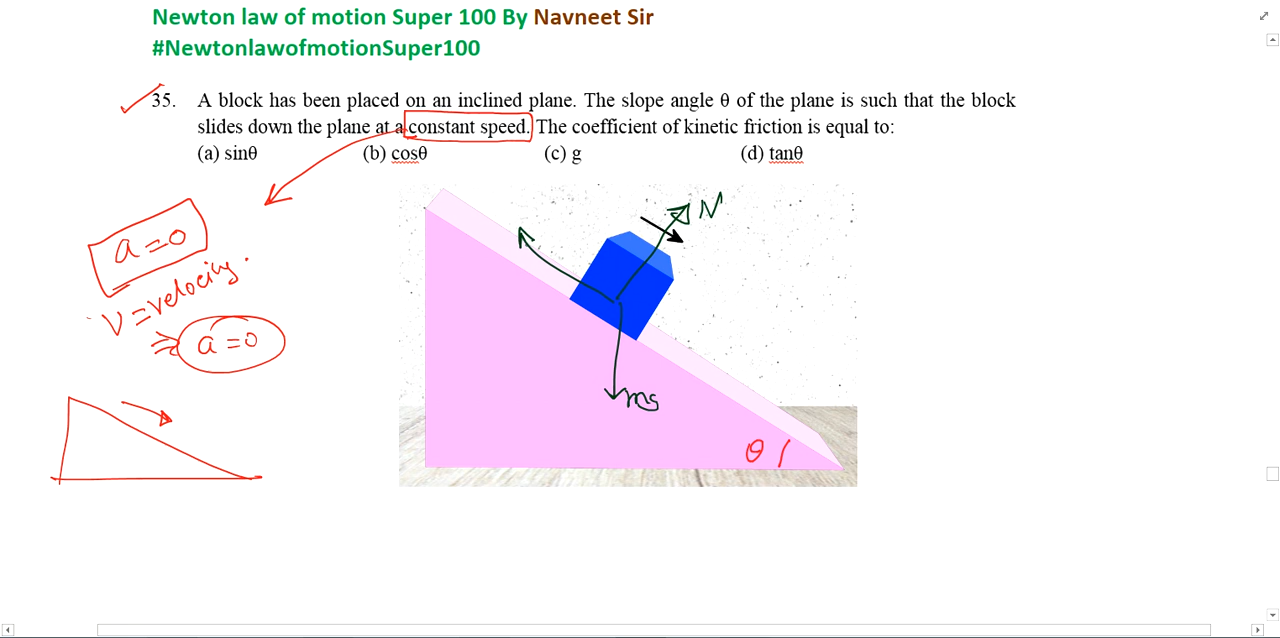 Newton law of motion Super 100 By Navneet Sir
#NewtonlawofmotionSuper100
35. A block has been placed on an inclined plane. The slope angle θ of the plane is such that the block
slides down the plane at a constant speed. The coefficient of kinetic friction is equal to:
(a) sinθ (b) cosθ (c) g (d) tanθ
N
a=0
V=velocity.
a=0
mg
θ